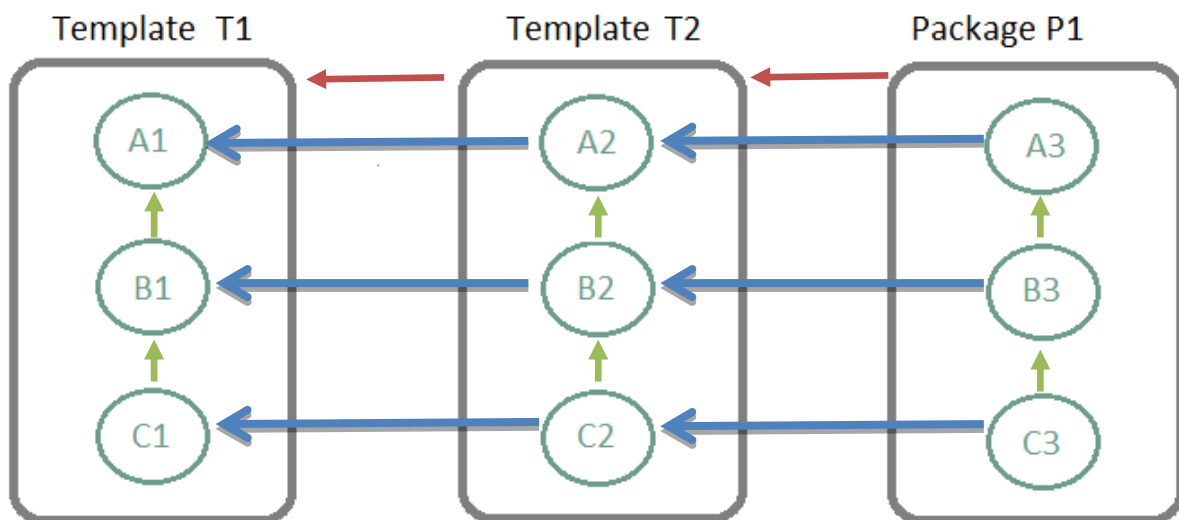 Template T1
Template T2
Package P1
A1
A2
A3
B1
B2
B3
C1
C2
C3